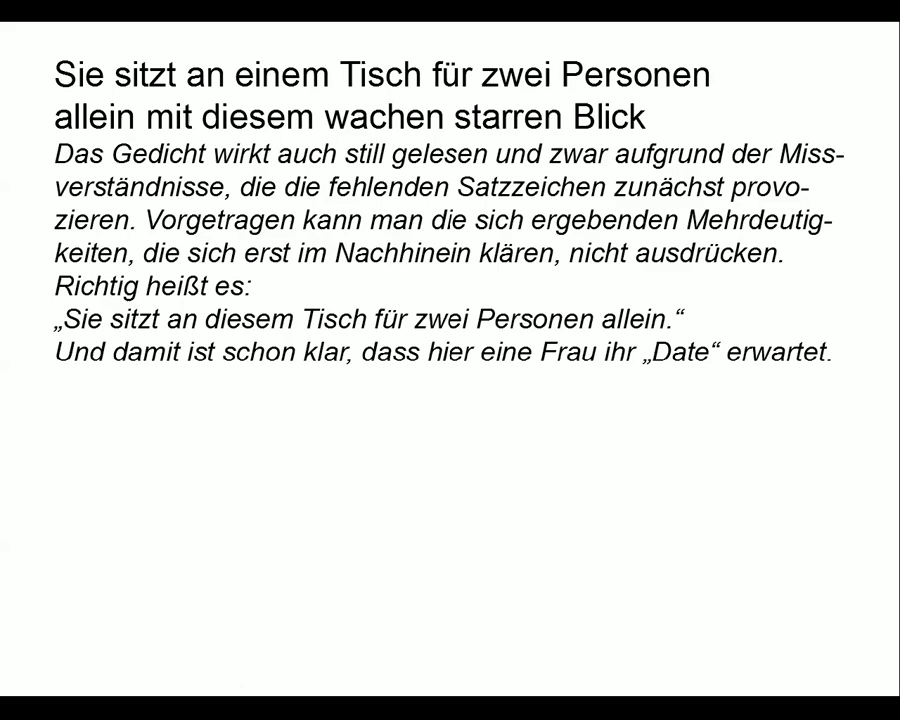 Sie sitzt an einem Tisch für zwei Personen
allein mit diesem wachen starren Blick
Das Gedicht wirkt auch still gelesen und zwar aufgrund der Miss-
verständnisse, die die fehlenden Satzzeichen zunächst provo-
zieren. Vorgetragen kann man die sich ergebenden Mehrdeutig-
keiten, die sich erst im Nachhinein klären, nicht ausdrücken.
Richtig heißt es:
„Sie sitzt an diesem Tisch für zwei Personen allein.“
Und damit ist schon klar, dass hier eine Frau ihr „Date“ erwartet.